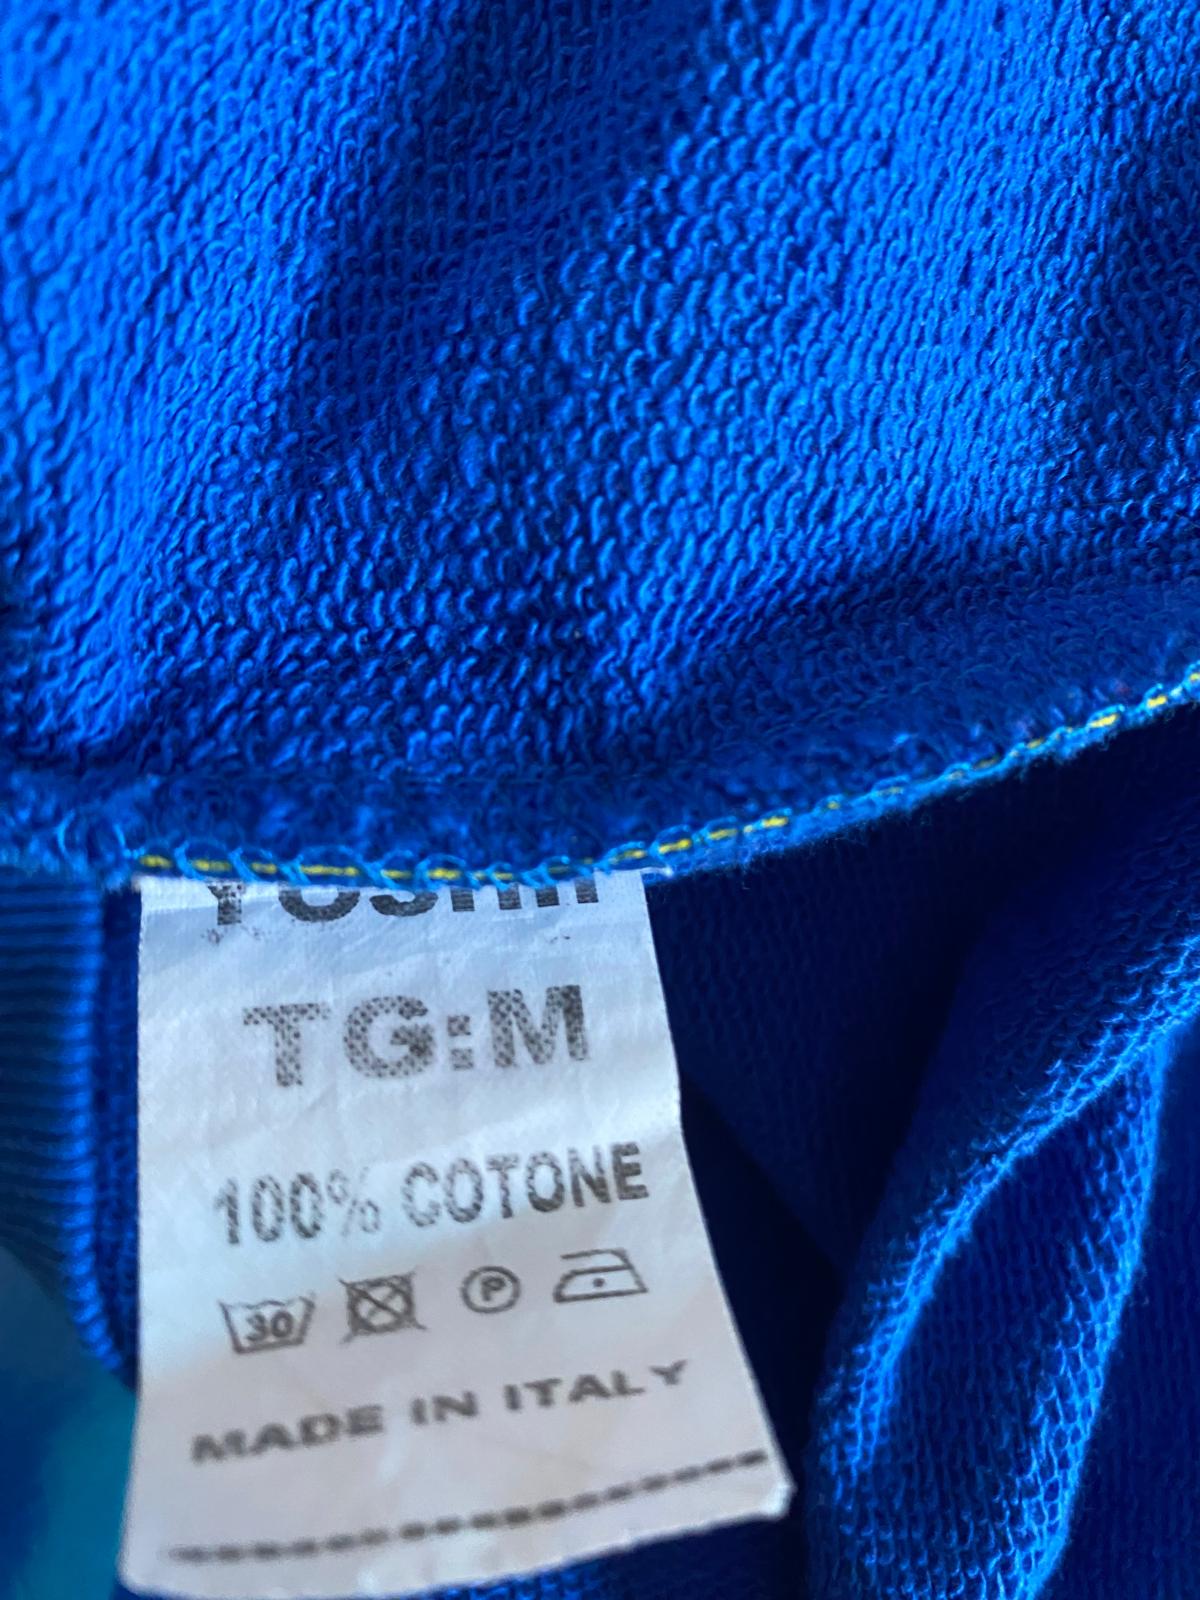 TG:M
100% COTONE
30 P
MADE IN ITALY